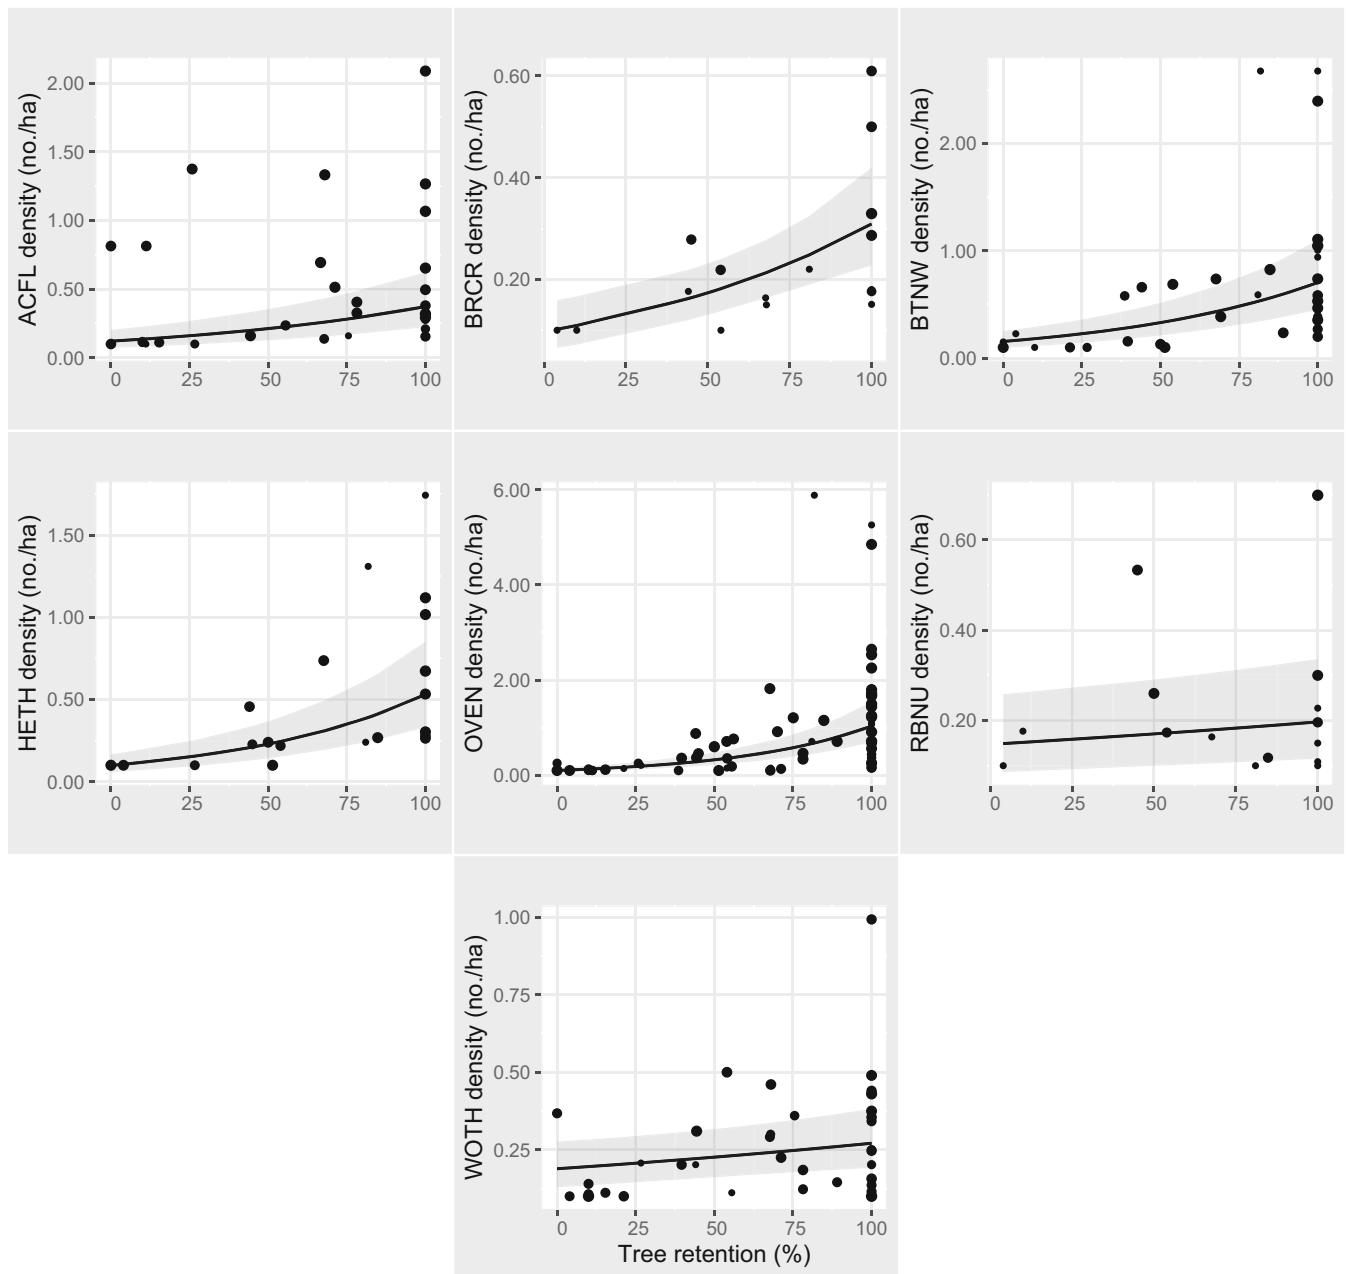 ACFL density (no./ha)
2.00
1.50
1.00
0.50
0.00
0 25 50 75 100
BRCR density (no./ha)
0.60
0.40
0.20
0 25 50 75 100
BTNW density (no./ha)
2.00
1.00
0.00
0 25 50 75 100
HETH density (no./ha)
1.50
1.00
0.50
0.00
0 25 50 75 100
OVEN density (no./ha)
6.00
4.00
2.00
0.00
0 25 50 75 100
RBNU density (no./ha)
0.60
0.40
0.20
0 25 50 75 100
WOTH density (no./ha)
1.00
0.75
0.50
0.25
0 25 50 75 100
Tree retention (%)